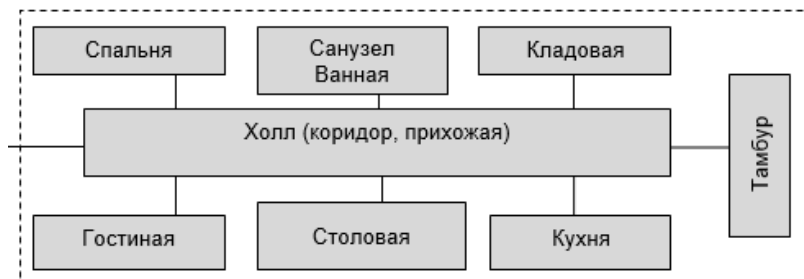 Спальня
Санузел
Ванная
Кладовая
Холл (коридор, прихожая)
Тамбур
Гостиная
Столовая
Кухня